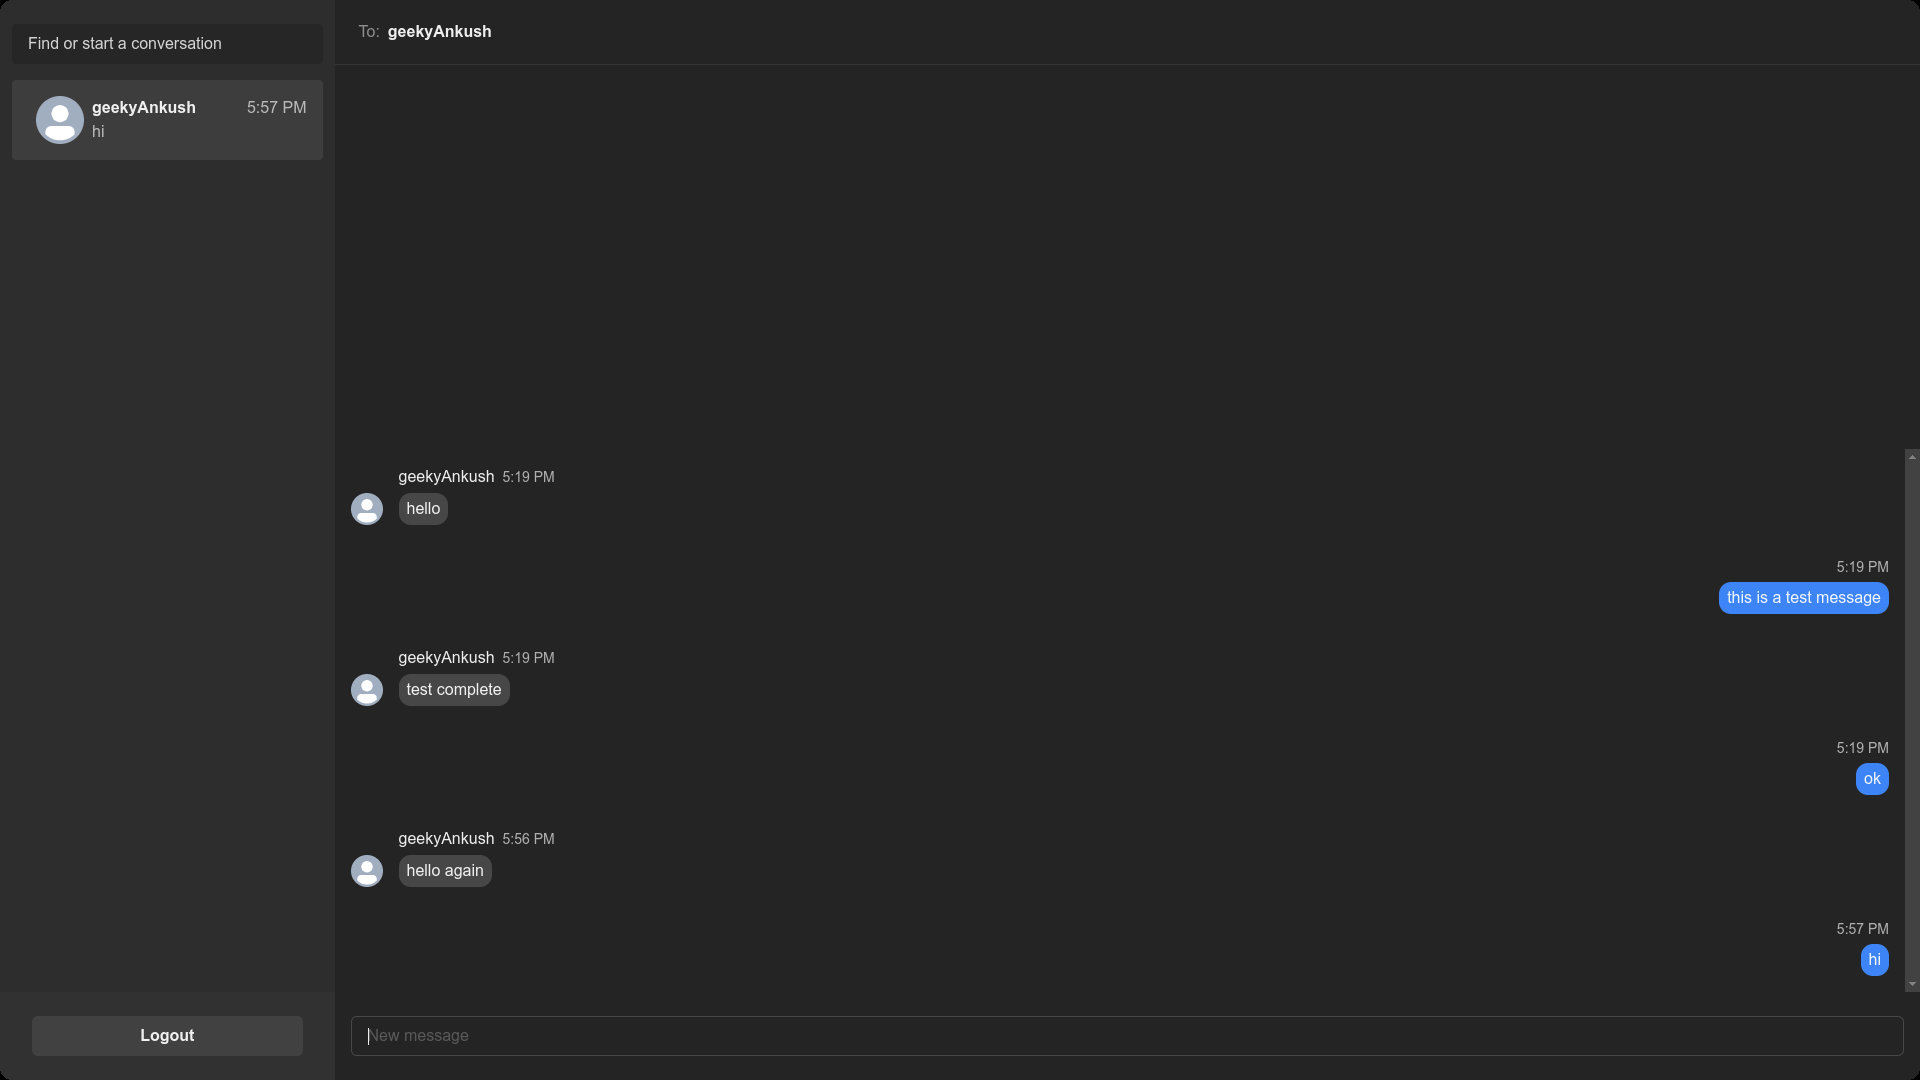 Find or start a conversation
geekyAnkush 5:57 PM
hi
Logout
To: geekyAnkush
geekyAnkush 5:19 PM
hello
5:19 PM
this is a test message
geekyAnkush 5:19 PM
test complete
5:19 PM
ok
geekyAnkush 5:56 PM
hello again
5:57 PM
hi
New message